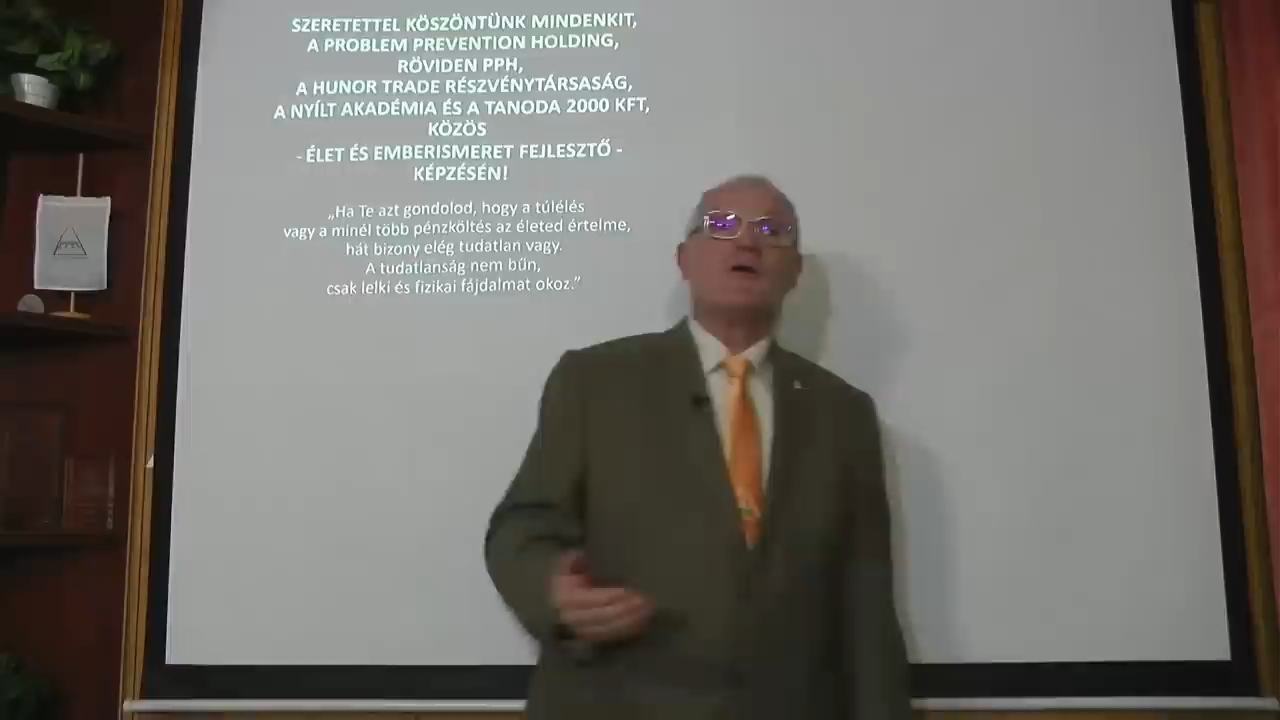 SZERETETTEL KÖSZÖNTÜNK MINDENKIT,
A PROBLEM PREVENTION HOLDING,
RÖVIDEN PPH,
A HUNOR TRADE RÉSZVÉNYTÁRSASÁG,
A NYÍLT AKADÉMIA ÉS A TANODA 2000 KFT,
KÖZÖS
- ÉLET ÉS EMBERISMERET FEJLESZTŐ -
KÉPZÉSÉN!
„Ha Te azt gondolod, hogy a túlélés
vagy a minél több pénzköltés az életed értelme,
hát bizony elég tudatlan vagy.
A tudatlanság nem bűn,
csak lelki és fizikai fájdalmat okoz.”